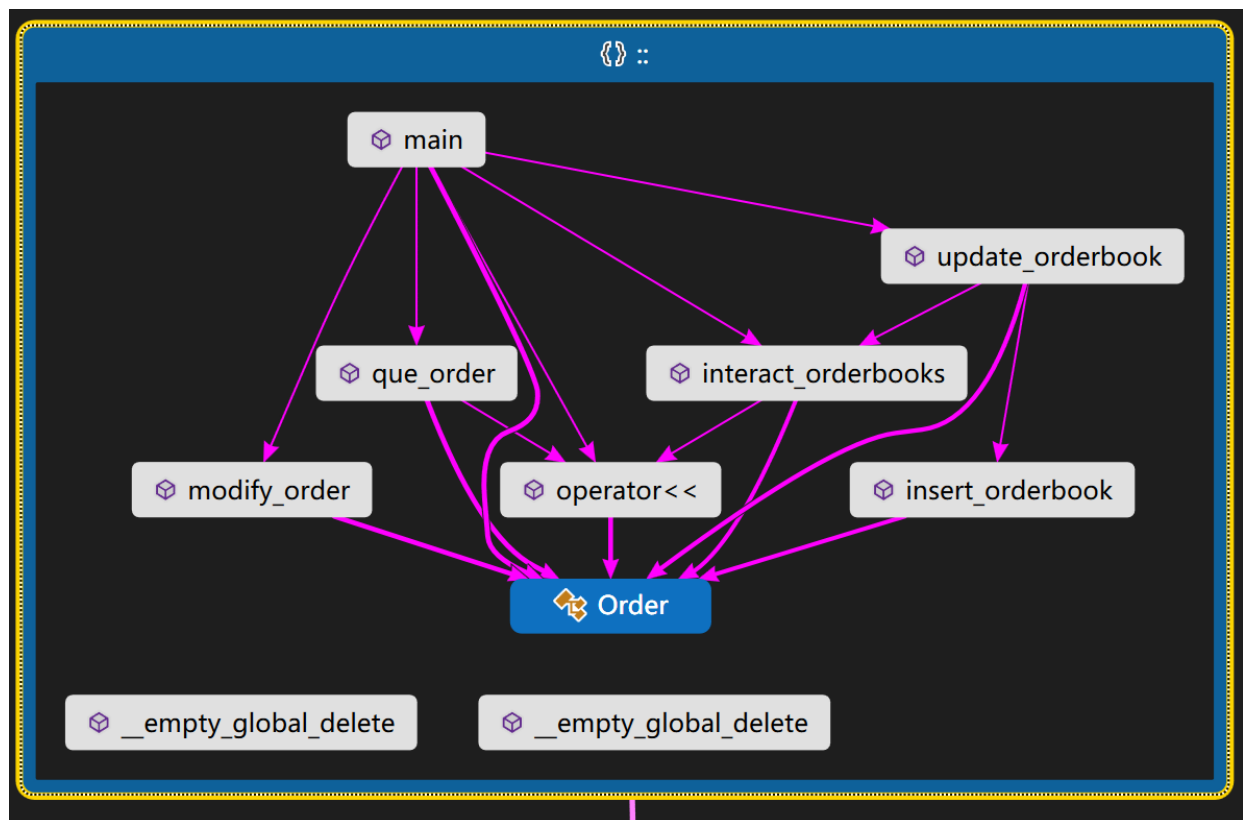 {} ::
main
update_orderbook
que_order
interact_orderbooks
modify_order
operator<<
insert_orderbook
Order
__empty_global_delete
__empty_global_delete